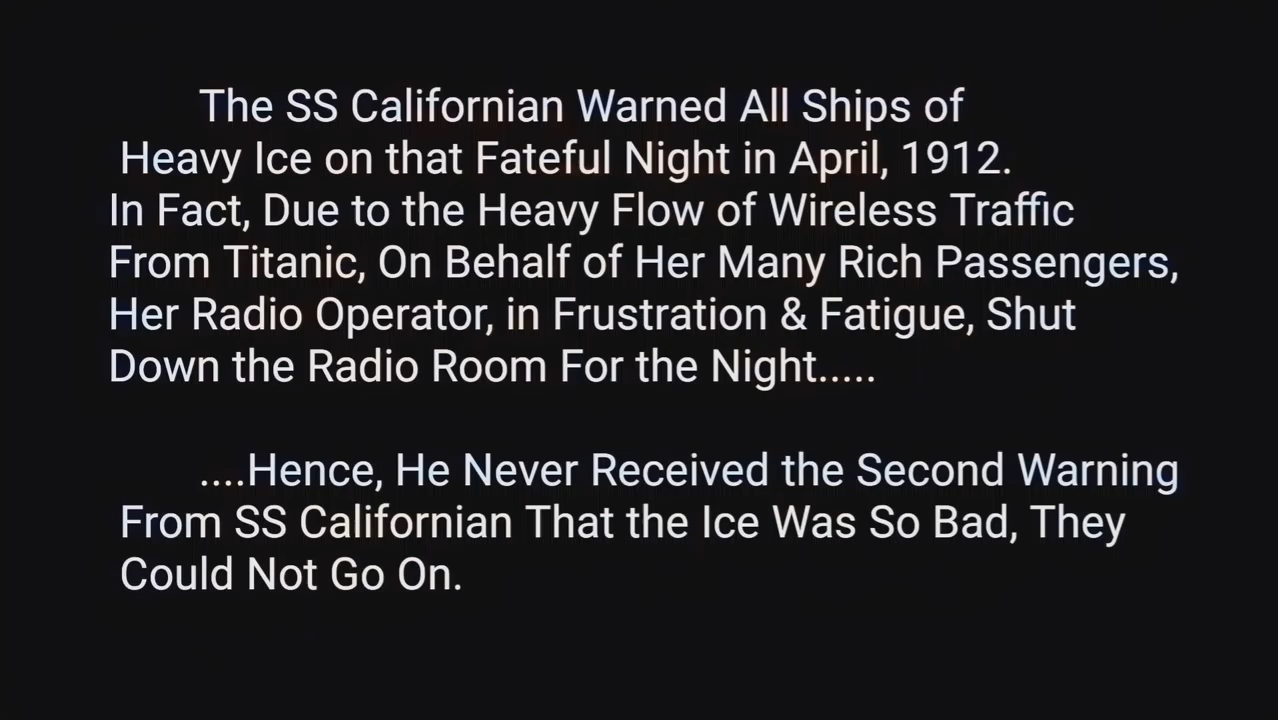 The SS Californian Warned All Ships of
Heavy Ice on that Fateful Night in April, 1912.
In Fact, Due to the Heavy Flow of Wireless Traffic
From Titanic, On Behalf of Her Many Rich Passengers,
Her Radio Operator, in Frustration & Fatigue, Shut
Down the Radio Room For the Night.....
....Hence, He Never Received the Second Warning
From SS Californian That the Ice Was So Bad, They
Could Not Go On.